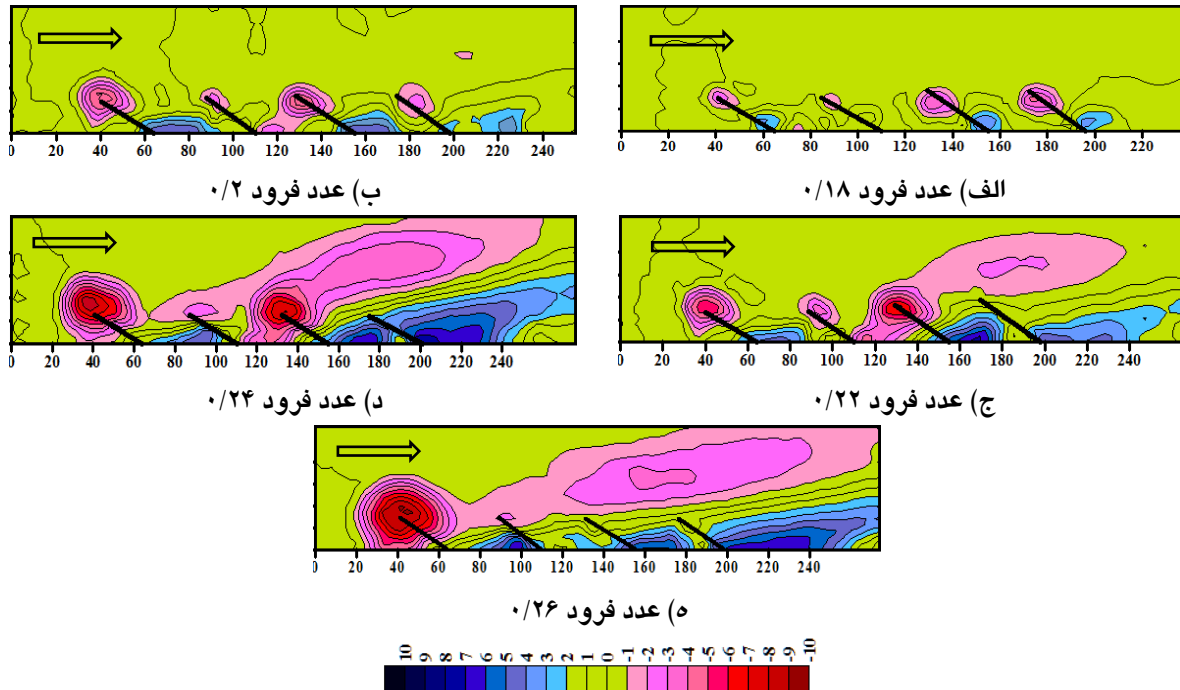 0 20 40 60 80 100 120 140 160 180 200 220
الف) عدد فرود ۰/۱۸
0 20 40 60 80 100 120 140 160 180 200 220 240
ب) عدد فرود ۰/۲
0 20 40 60 80 100 120 140 160 180 200 220 240
ج) عدد فرود ۰/۲۲
0 20 40 60 80 100 120 140 160 180 200 220 240
د) عدد فرود ۰/۲۴
0 20 40 60 80 100 120 140 160 180 200 220 240
ه) عدد فرود ۰/۲۶
10 9 8 7 6 5 4 3 2 1 0 -1 -2 -3 -4 -5 -6 -7 -8 -9 -10